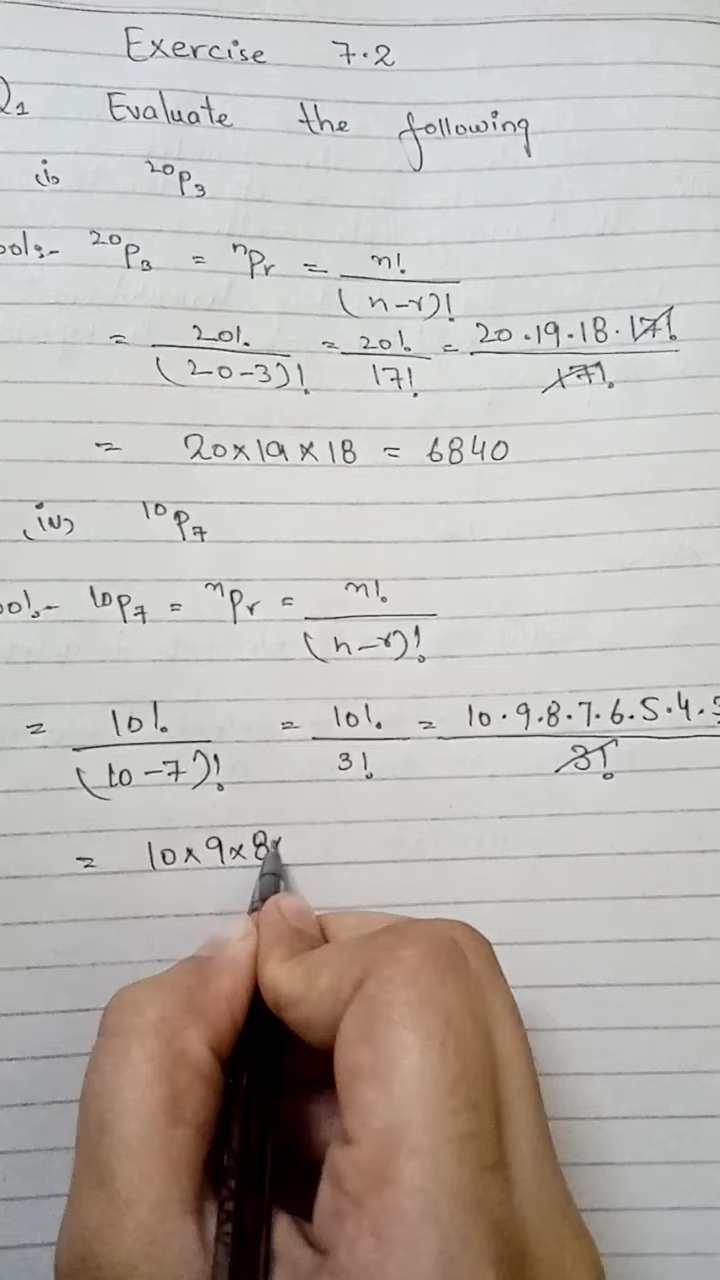 Exercise 7.2
Q1 Evaluate the following
(i) ²⁰P₃
Sol:- ²⁰P₃ = ⁿPr = n! / (n-r)!
= 20! / (20-3)! = 20! / 17! = 20.19.18.17! / 17!
= 20×19×18 = 6840
(iv) ¹⁰P₇
Sol:- ¹⁰P₇ = ⁿPr = n! / (n-r)!
= 10! / (10-7)! = 10! / 3! = 10.9.8.7.6.5.4.3 / 3!
= 10×9×8×